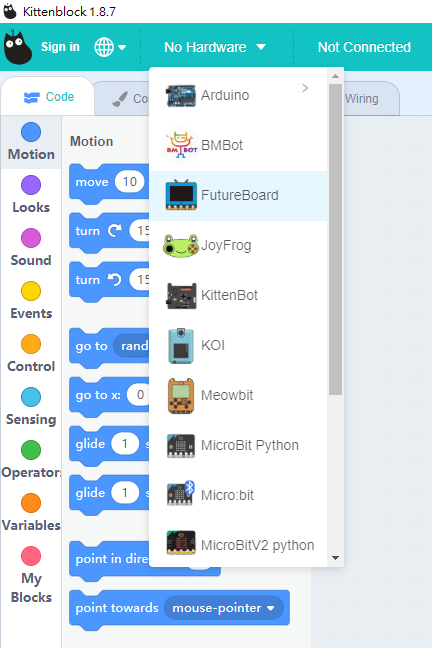 Kittenblock 1.8.7
Sign in
No Hardware
Not Connected
Code
Cos
Wiring
Arduino
BMBot
FutureBoard
JoyFrog
KittenBot
KOI
Meowbit
MicroBit Python
Micro:bit
MicroBitV2 python
Motion
Looks
Sound
Events
Control
Sensing
Operators
Variables
My
Blocks
Motion
move 10
turn 15
turn 15
go to rand
go to x: 0
glide 1 s
glide 1 s
point in dire
point towards mouse-pointer